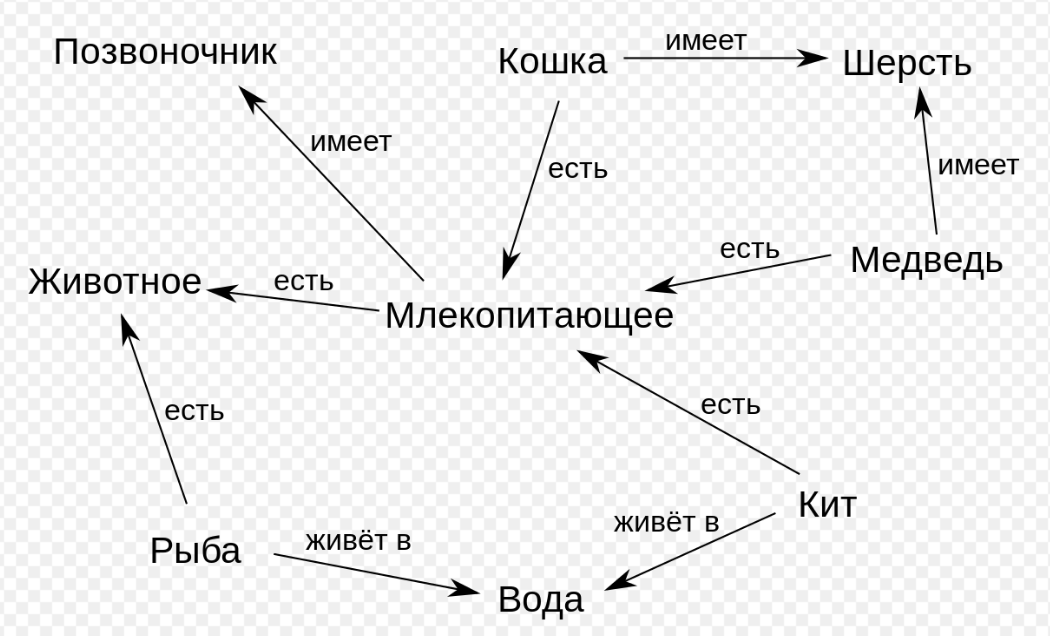 Позвоночник
Кошка
имеет
Шерсть
имеет
есть
имеет
есть
Медведь
Животное
есть
Млекопитающее
есть
есть
Кит
живёт в
Рыба
живёт в
Вода